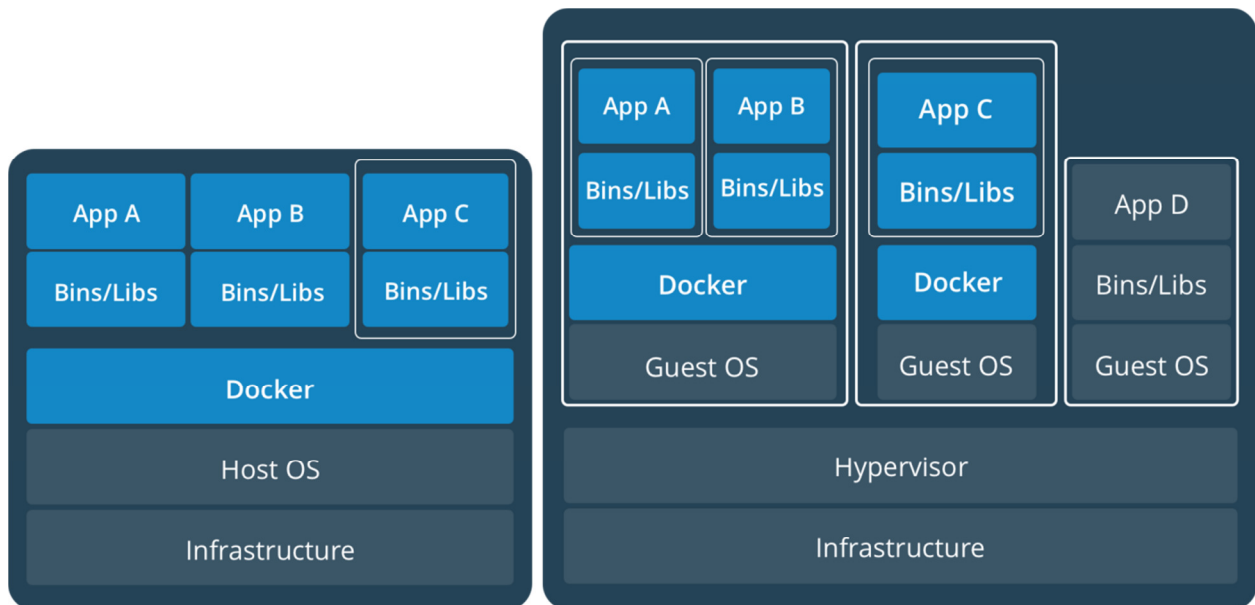 App A
App B
App C
Bins/Libs
Bins/Libs
Bins/Libs
Docker
Host OS
Infrastructure
App A
App B
App C
Bins/Libs
Bins/Libs
Bins/Libs
App D
Docker
Docker
Bins/Libs
Guest OS
Guest OS
Guest OS
Hypervisor
Infrastructure